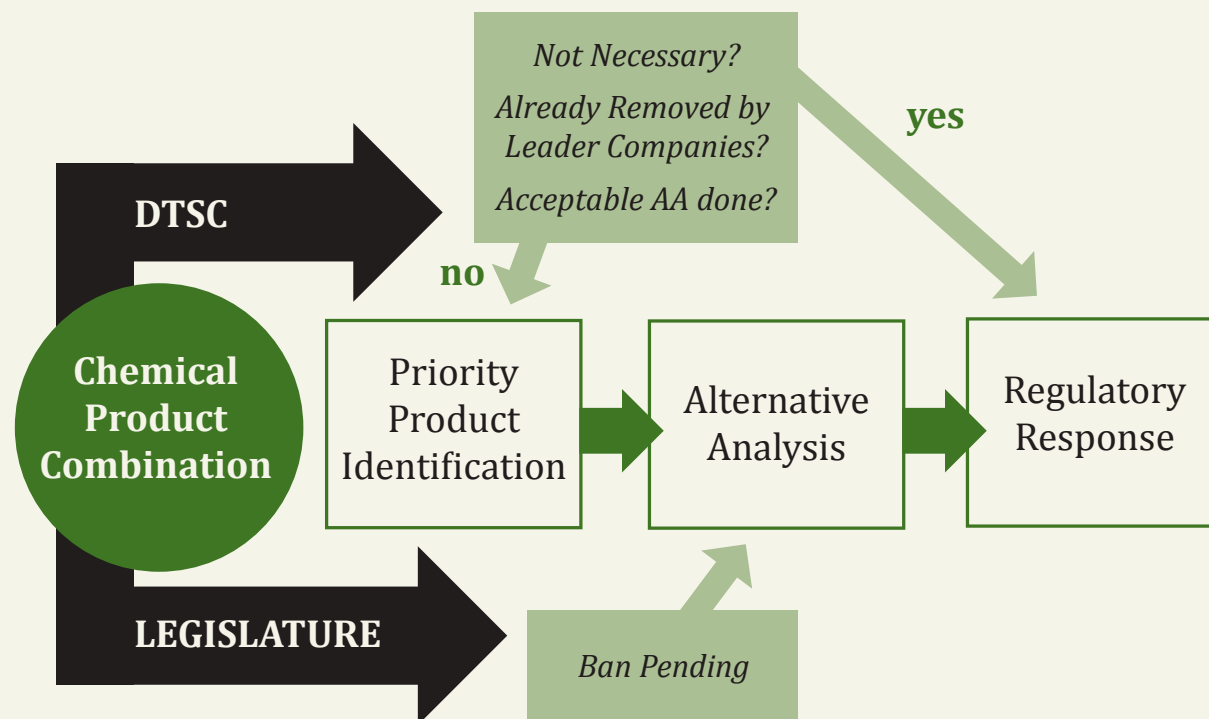 Not Necessary?
Already Removed by
Leader Companies?
Acceptable AA done?
yes
DTSC
no
Chemical
Product
Combination
Priority
Product
Identification
Alternative
Analysis
Regulatory
Response
LEGISLATURE
Ban Pending